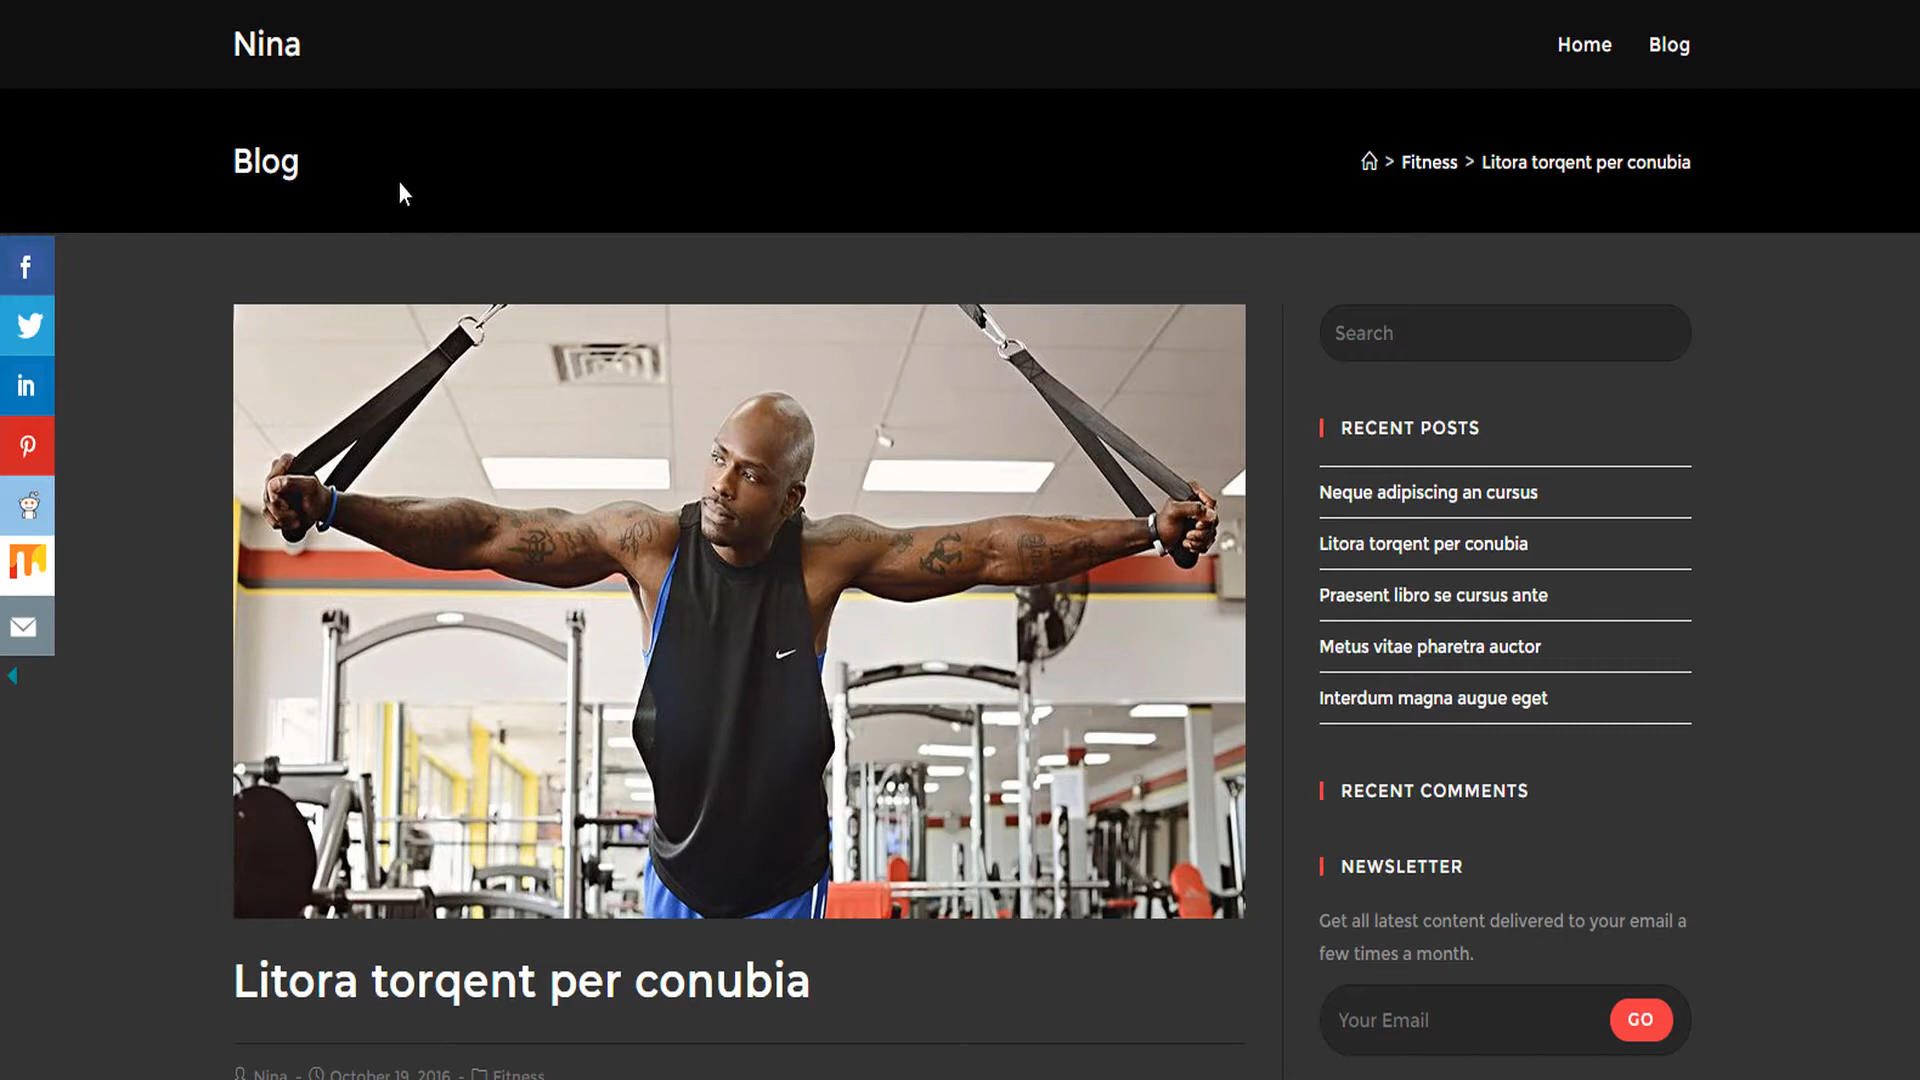 Nina
Home Blog
Blog
> Fitness > Litora torqent per conubia
f
in
Search
RECENT POSTS
Neque adipiscing an cursus
Litora torqent per conubia
Praesent libro se cursus ante
Metus vitae pharetra auctor
Interdum magna augue eget
RECENT COMMENTS
NEWSLETTER
Get all latest content delivered to your email a
few times a month.
Your Email GO
Litora torqent per conubia
Nina - October 19, 2016 - Fitness